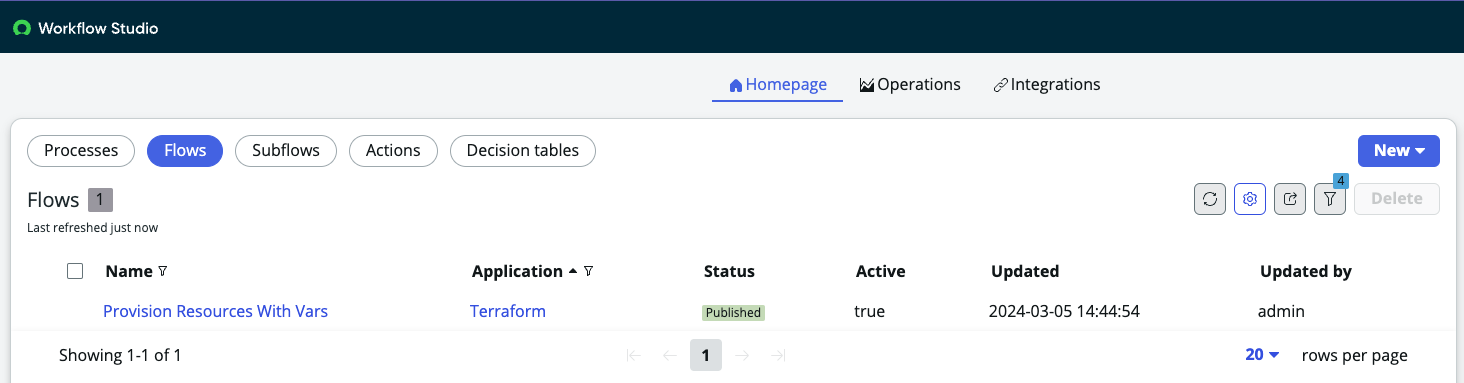 Workflow Studio
Homepage Operations Integrations
Processes Flows Subflows Actions Decision tables New
Flows 1 4 Delete
Last refreshed just now
Name Application Status Active Updated Updated by
Provision Resources With Vars Terraform Published true 2024-03-05 14:44:54 admin
Showing 1-1 of 1 1 20 rows per page